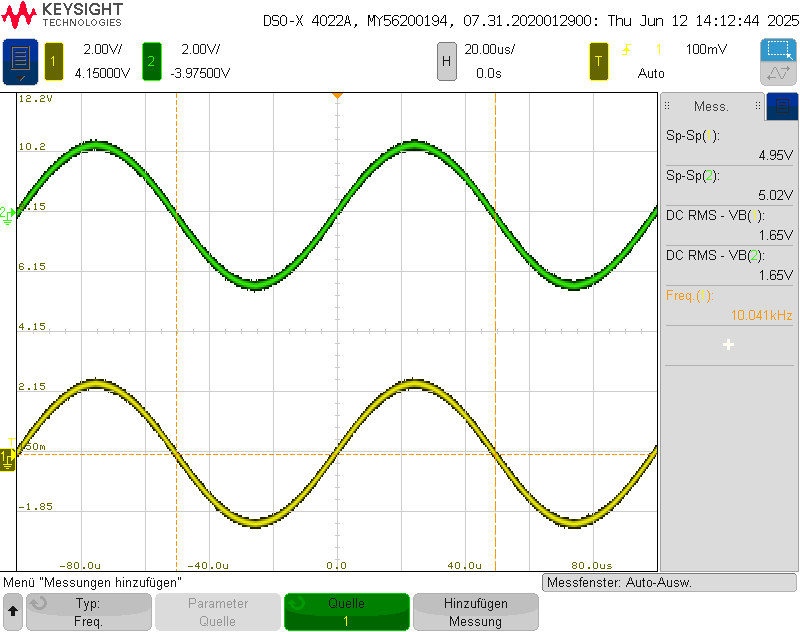 KEYSIGHT
TECHNOLOGIES
DSO-X 4022A, MY56200194, 07.31.2020012900: Thu Jun 12 14:12:44 2025
1 2.00V/ 4.15000V
2 2.00V/ -3.97500V
H 20.00us/ 0.0s
T 1 100mV Auto
12.2V
10.2
8.15
6.15
4.15
2.15
150m
-1.85
-80.0u -40.0u 0.0 40.0u 80.0us
2
T
1
Mess.
Sp-Sp( ):
4.95V
Sp-Sp(2):
5.02V
DC RMS - VB(1):
1.65V
DC RMS - VB(2):
1.65V
Freq.( ):
10.041kHz
Menü "Messungen hinzufügen"
Messfenster: Auto-Ausw.
Typ:
Freq.
Parameter
Quelle
Quelle
1
Hinzufügen
Messung